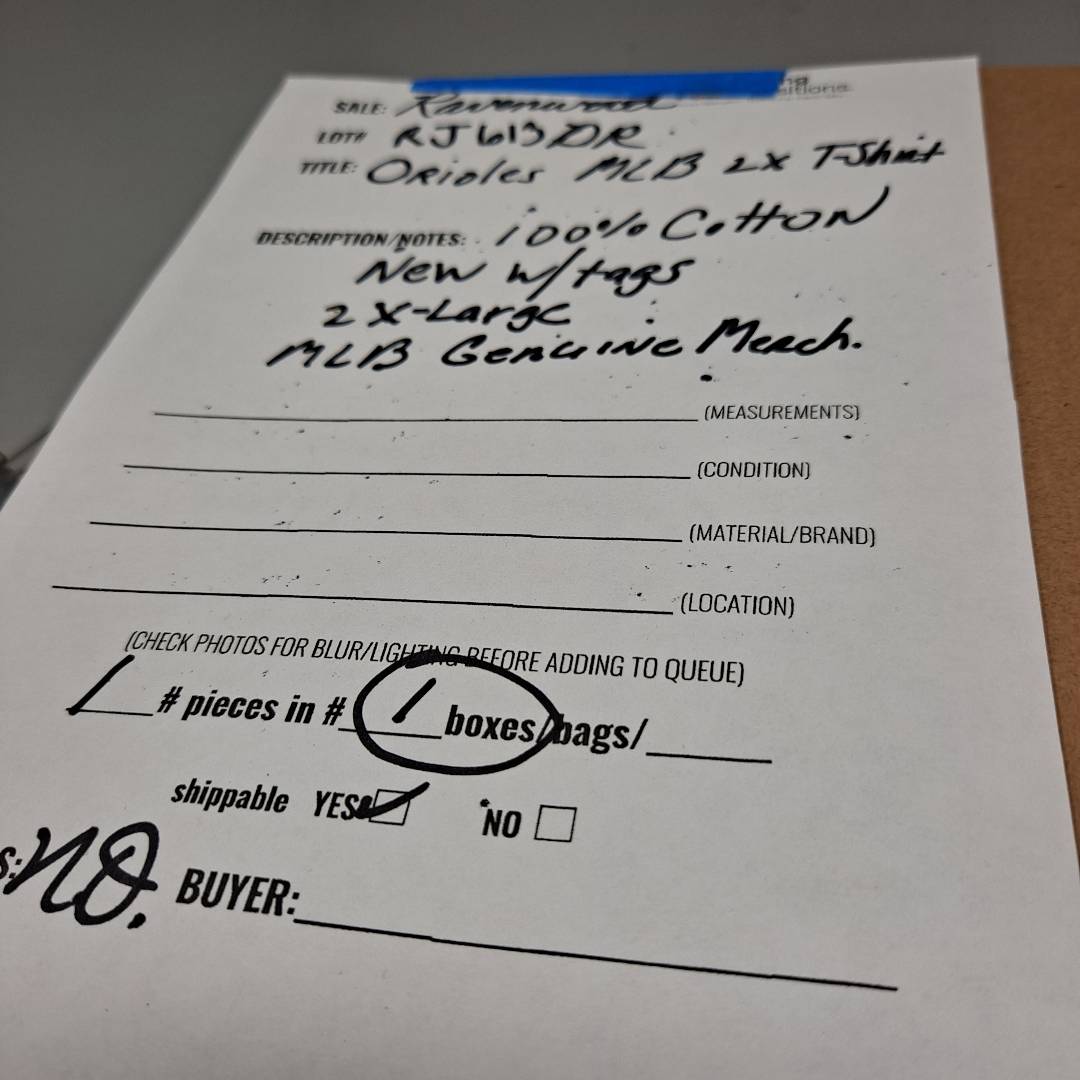 SALE: Ravenwood
LOT# RJ613DR
TITLE: Orioles MLB 2X T-Shirt
DESCRIPTION/NOTES: 100% Cotton
New w/tags
2 X-Large
MLB Genuine Merch.
(MEASUREMENTS)
(CONDITION)
(MATERIAL/BRAND)
(LOCATION)
(CHECK PHOTOS FOR BLUR/LIGHTING BEFORE ADDING TO QUEUE)
1 # pieces in # 1 boxes/bags/
shippable YES NO
S: NO. BUYER: